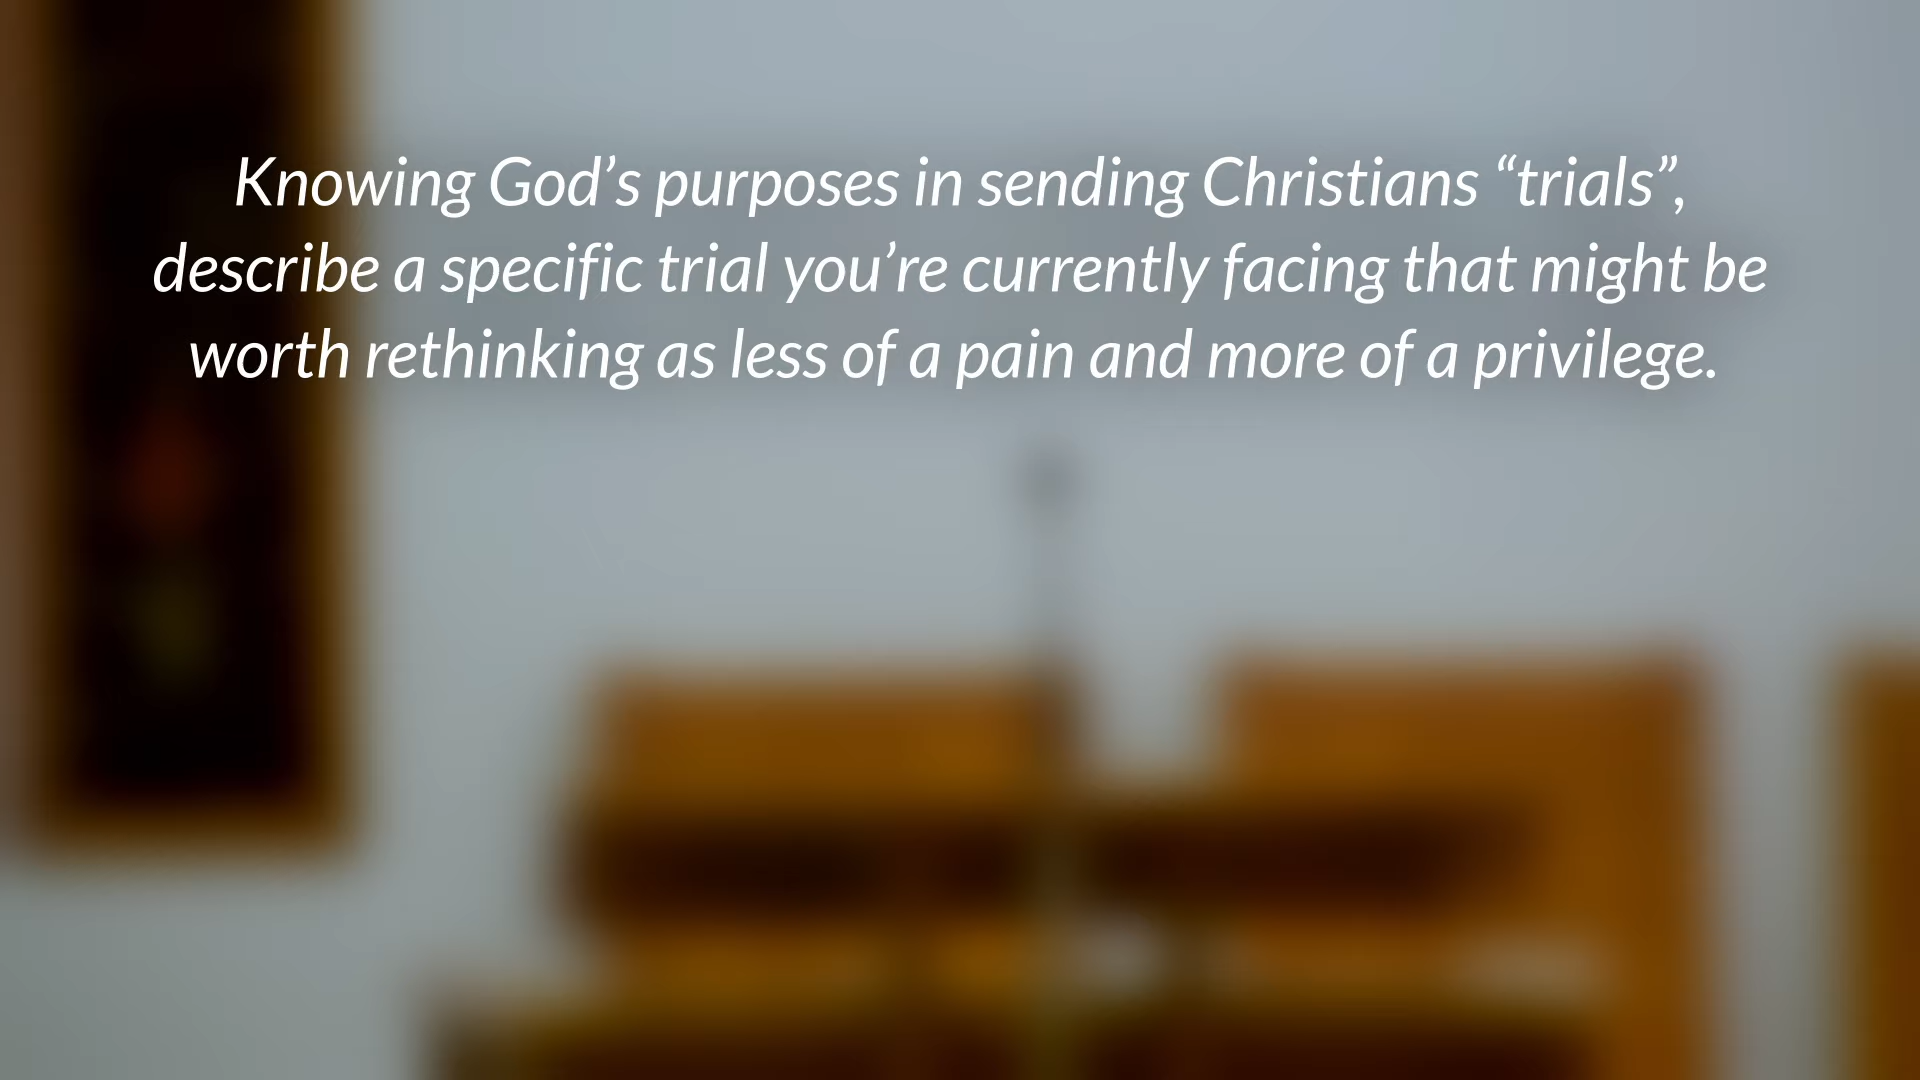 Knowing God’s purposes in sending Christians “trials”,
describe a specific trial you’re currently facing that might be
worth rethinking as less of a pain and more of a privilege.